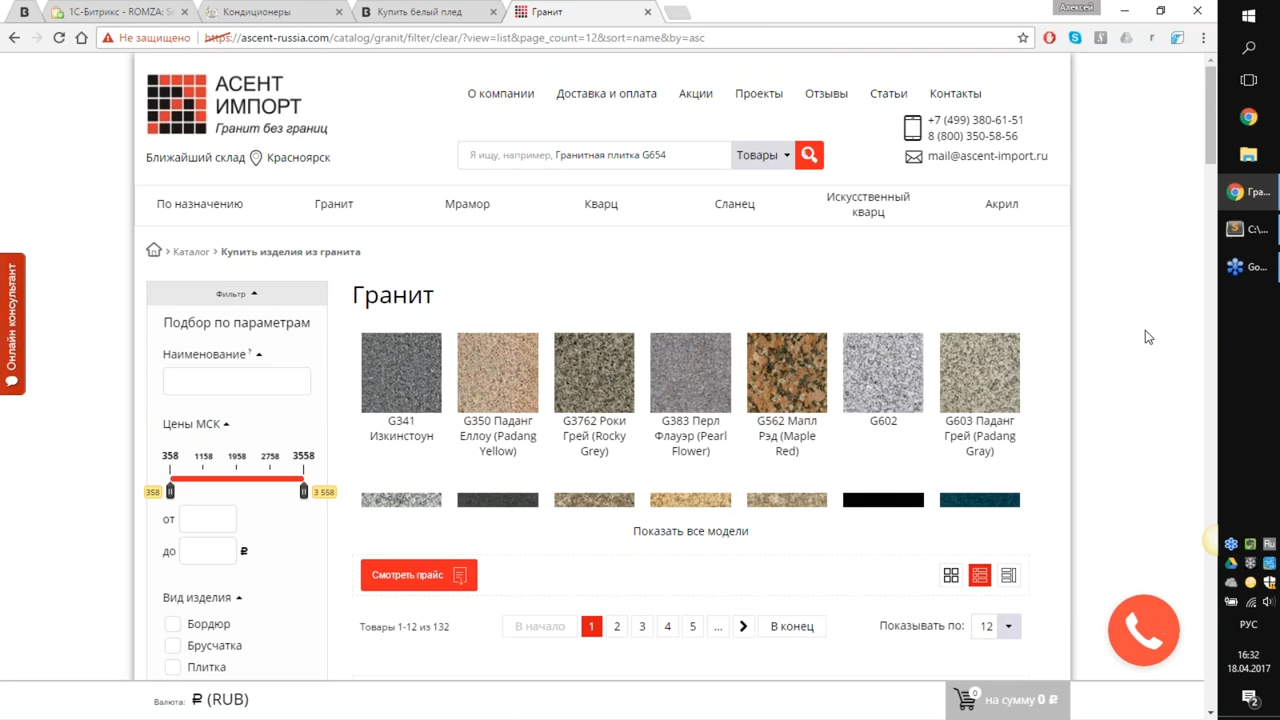 1С-Битрикс - ROMZA: S
Кондиционеры
Купить белый плед
Гранит
Алексей
Не защищено
https://ascent-russia.com/catalog/granit/filter/clear/?view=list&page_count=12&sort=name&by=asc
АСЕНТ
ИМПОРТ
Гранит без границ
О компании Доставка и оплата Акции Проекты Отзывы Статьи Контакты
+7 (499) 380-61-51
8 (800) 350-58-56
mail@ascent-import.ru
Ближайший склад Красноярск
Я ищу, например, Гранитная плитка G654
Товары
По назначению Гранит Мрамор Кварц Сланец Искусственный кварц Акрил
Каталог > Купить изделия из гранита
Онлайн консультант
Фильтр
Подбор по параметрам
Наименование ?
Цены МСК
358 1158 1958 2758 3558
358 3 558
от
до ₽
Вид изделия
Бордюр
Брусчатка
Плитка
Гранит
G341 Изкинстоун
G350 Паданг Еллоу (Padang Yellow)
G3762 Роки Грей (Rocky Grey)
G383 Перл Флауэр (Pearl Flower)
G562 Мапл Рэд (Maple Red)
G602
G603 Паданг Грей (Padang Gray)
Показать все модели
Смотреть прайс
Товары 1-12 из 132
В начало 1 2 3 4 5 ... В конец
Показывать по: 12
Валюта: ₽ (RUB)
0 на сумму 0 ₽
Гра...
C:\...
Go...
РУС
16:32
18.04.2017
2